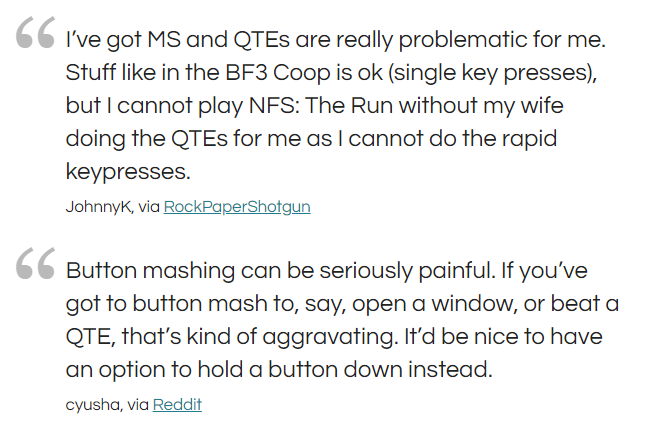 “ I’ve got MS and QTEs are really problematic for me.
Stuff like in the BF3 Coop is ok (single key presses),
but I cannot play NFS: The Run without my wife
doing the QTEs for me as I cannot do the rapid
keypresses.
JohnnyK, via RockPaperShotgun
“ Button mashing can be seriously painful. If you’ve
got to button mash to, say, open a window, or beat a
QTE, that’s kind of aggravating. It’d be nice to have
an option to hold a button down instead.
cyusha, via Reddit